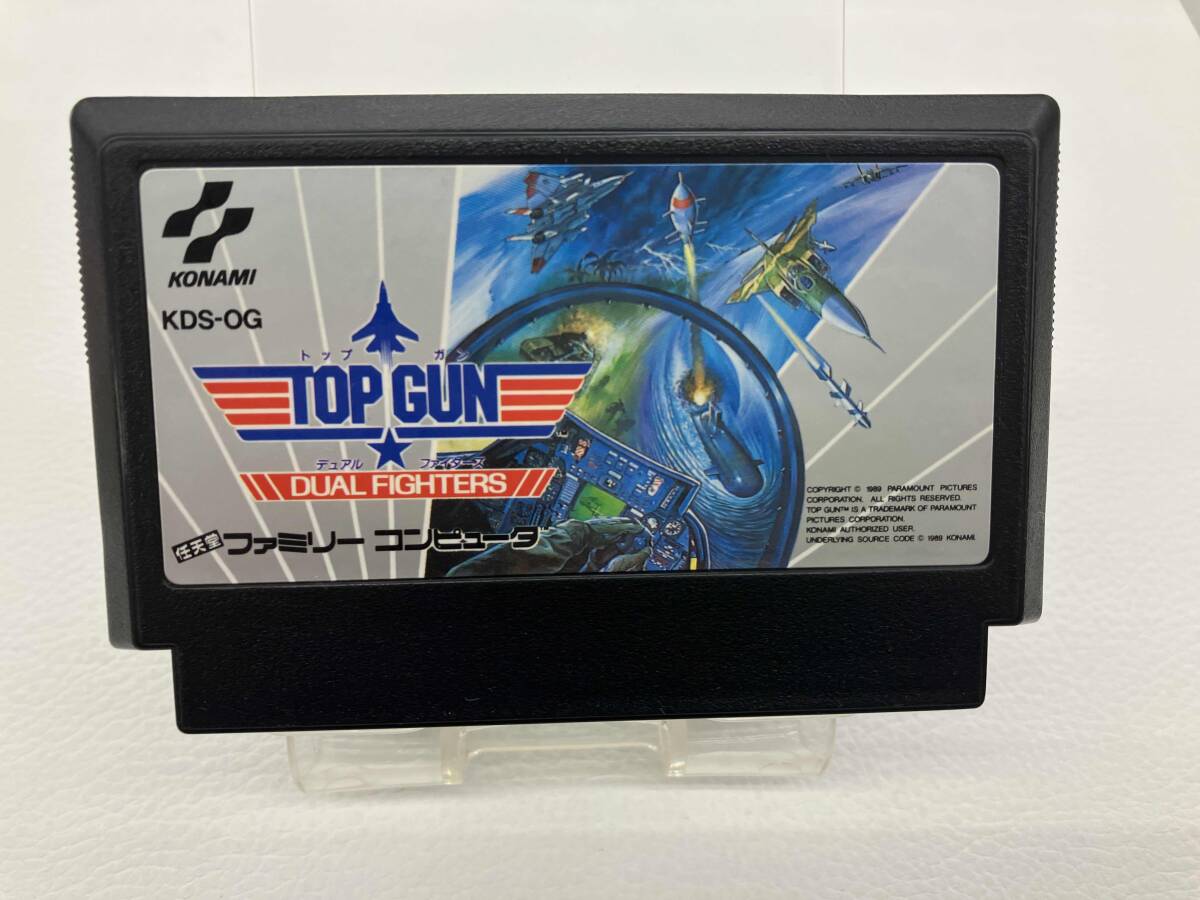 KONAMI
KDS-OG
トップ ガン
TOP GUN
デュアル ファイターズ
DUAL FIGHTERS
任天堂 ファミリー コンピュータ
COPYRIGHT © 1989 PARAMOUNT PICTURES
CORPORATION. ALL RIGHTS RESERVED.
TOP GUN™ IS A TRADEMARK OF PARAMOUNT
PICTURES CORPORATION.
KONAMI AUTHORIZED USER.
UNDERLYING SOURCE CODE © 1989 KONAMI.